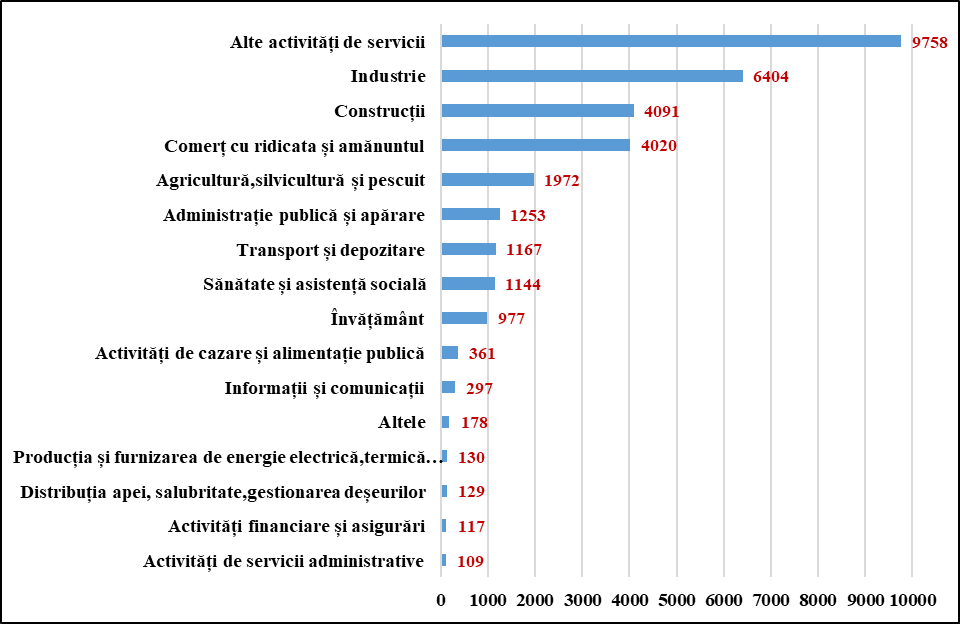 Alte activități de servicii 9758
Industrie 6404
Construcții 4091
Comerț cu ridicata și amănuntul 4020
Agricultură,silvicultură și pescuit 1972
Administrație publică și apărare 1253
Transport și depozitare 1167
Sănătate și asistență socială 1144
Învățământ 977
Activități de cazare și alimentație publică 361
Informații și comunicații 297
Altele 178
Producția și furnizarea de energie electrică,termică… 130
Distribuția apei, salubritate,gestionarea deșeurilor 129
Activități financiare și asigurări 117
Activități de servicii administrative 109
0 1000 2000 3000 4000 5000 6000 7000 8000 9000 10000